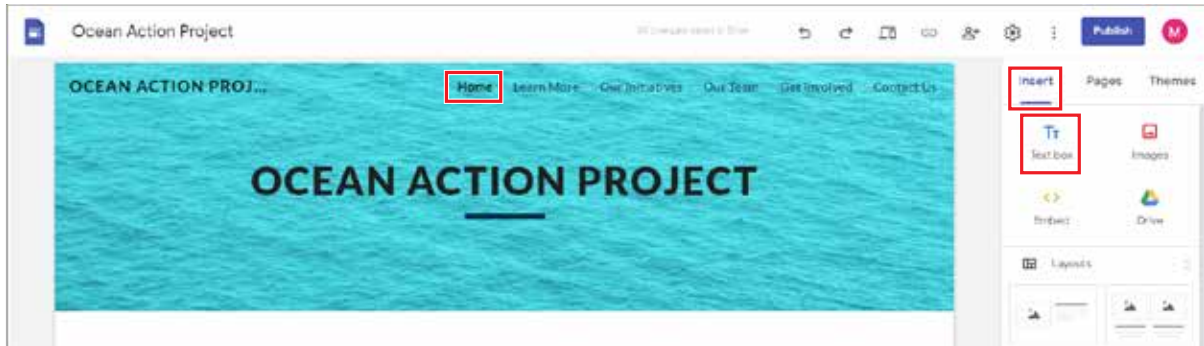 Ocean Action Project
Publish
M
OCEAN ACTION PROJ...
Home Learn More Our Initiatives Our Team Get Involved Contact Us
Insert Pages Themes
OCEAN ACTION PROJECT
Text box Images
Embed Drive
Layouts